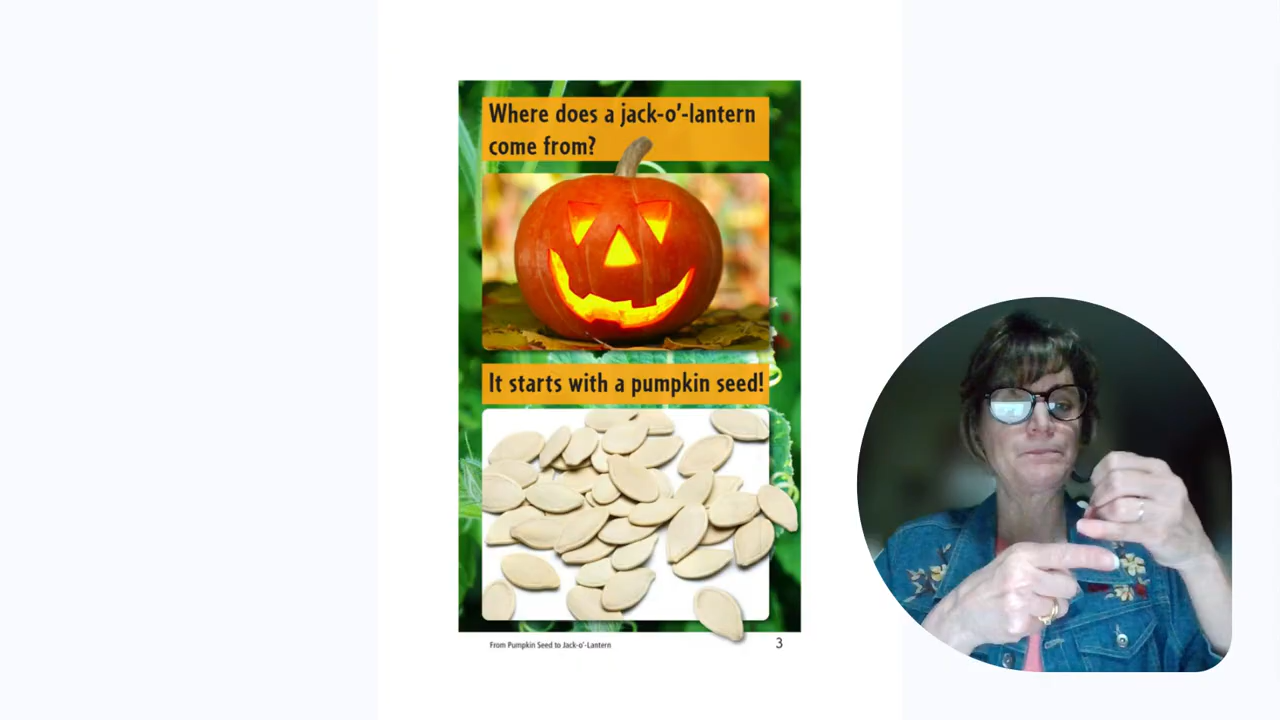 Where does a jack-o’-lantern
come from?
It starts with a pumpkin seed!
From Pumpkin Seed to Jack-o’-Lantern
3